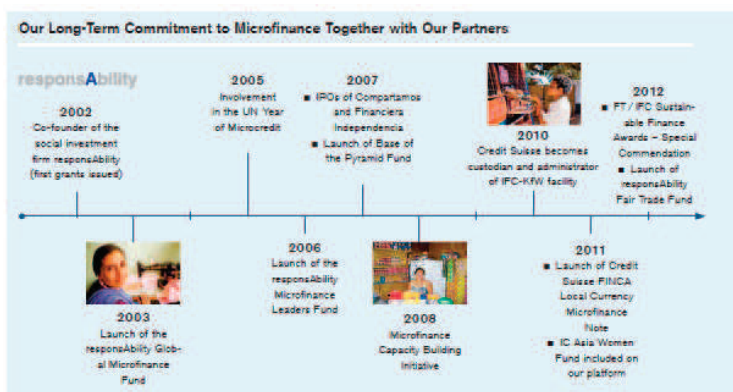 Our Long-Term Commitment to Microfinance Together with Our Partners
responsAbility
2002
Co-founder of the
social investment
firm responsAbility
(first grants issued)
2005
Involvement
in the UN Year
of Microcredit
2007
■ IPOs of Compartamos
and Financiera
Independencia
■ Launch of Base of
the Pyramid Fund
2010
Credit Suisse becomes
custodian and administrator
of IFC-KfW facility
2012
■ FT / IFC Sustain-
able Finance
Awards – Special
Commendation
■ Launch of
responsAbility
Fair Trade Fund
2003
Launch of the
responsAbility Glob-
al Microfinance
Fund
2006
Launch of the
responsAbility
Microfinance
Leaders Fund
2008
Microfinance
Capacity Building
Initiative
2011
■ Launch of Credit
Suisse FINCA
Local Currency
Microfinance
Note
■ IC Asia Women
Fund included on
our platform